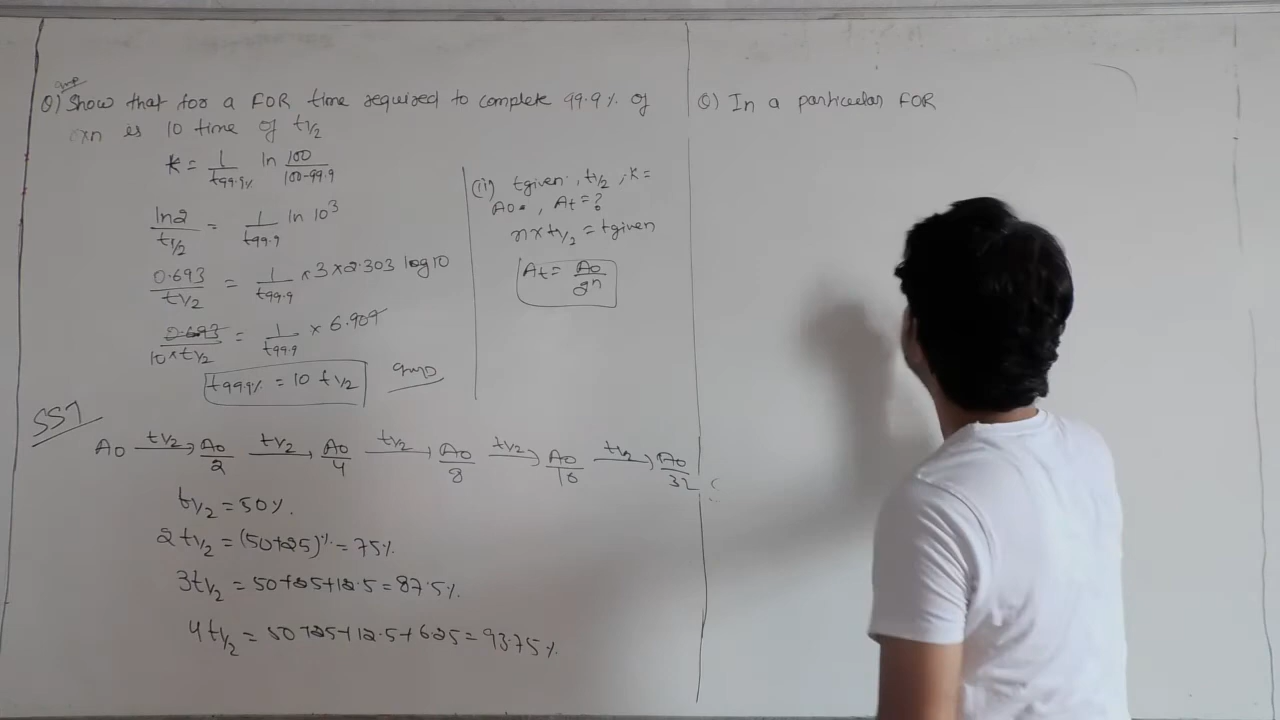 imp
Q) Show that for a FOR time required to complete 99.9% of
rxn is 10 time of t1/2
K = 1/t99.9% ln 100/100-99.9
ln2/t1/2 = 1/t99.9 ln 10³
0.693/t1/2 = 1/t99.9 × 3 × 2.303 log10
0.693/10×t1/2 = 1/t99.9 × 6.909
t99.9% = 10 t1/2
(ii) tgiven, t1/2, K =
A0 , At = ?
n × t1/2 = tgiven
At = A0/2ⁿ
SST
A0 t1/2→ A0/2 t1/2→ A0/4 t1/2→ A0/8 t1/2→ A0/16 t1/2→ A0/32
t1/2 = 50%.
2 t1/2 = (50+25)% = 75%.
3t1/2 = 50+25+12.5 = 87.5%.
4t1/2 = 50+25+12.5+6.25 = 93.75%.
Q) In a particular FOR